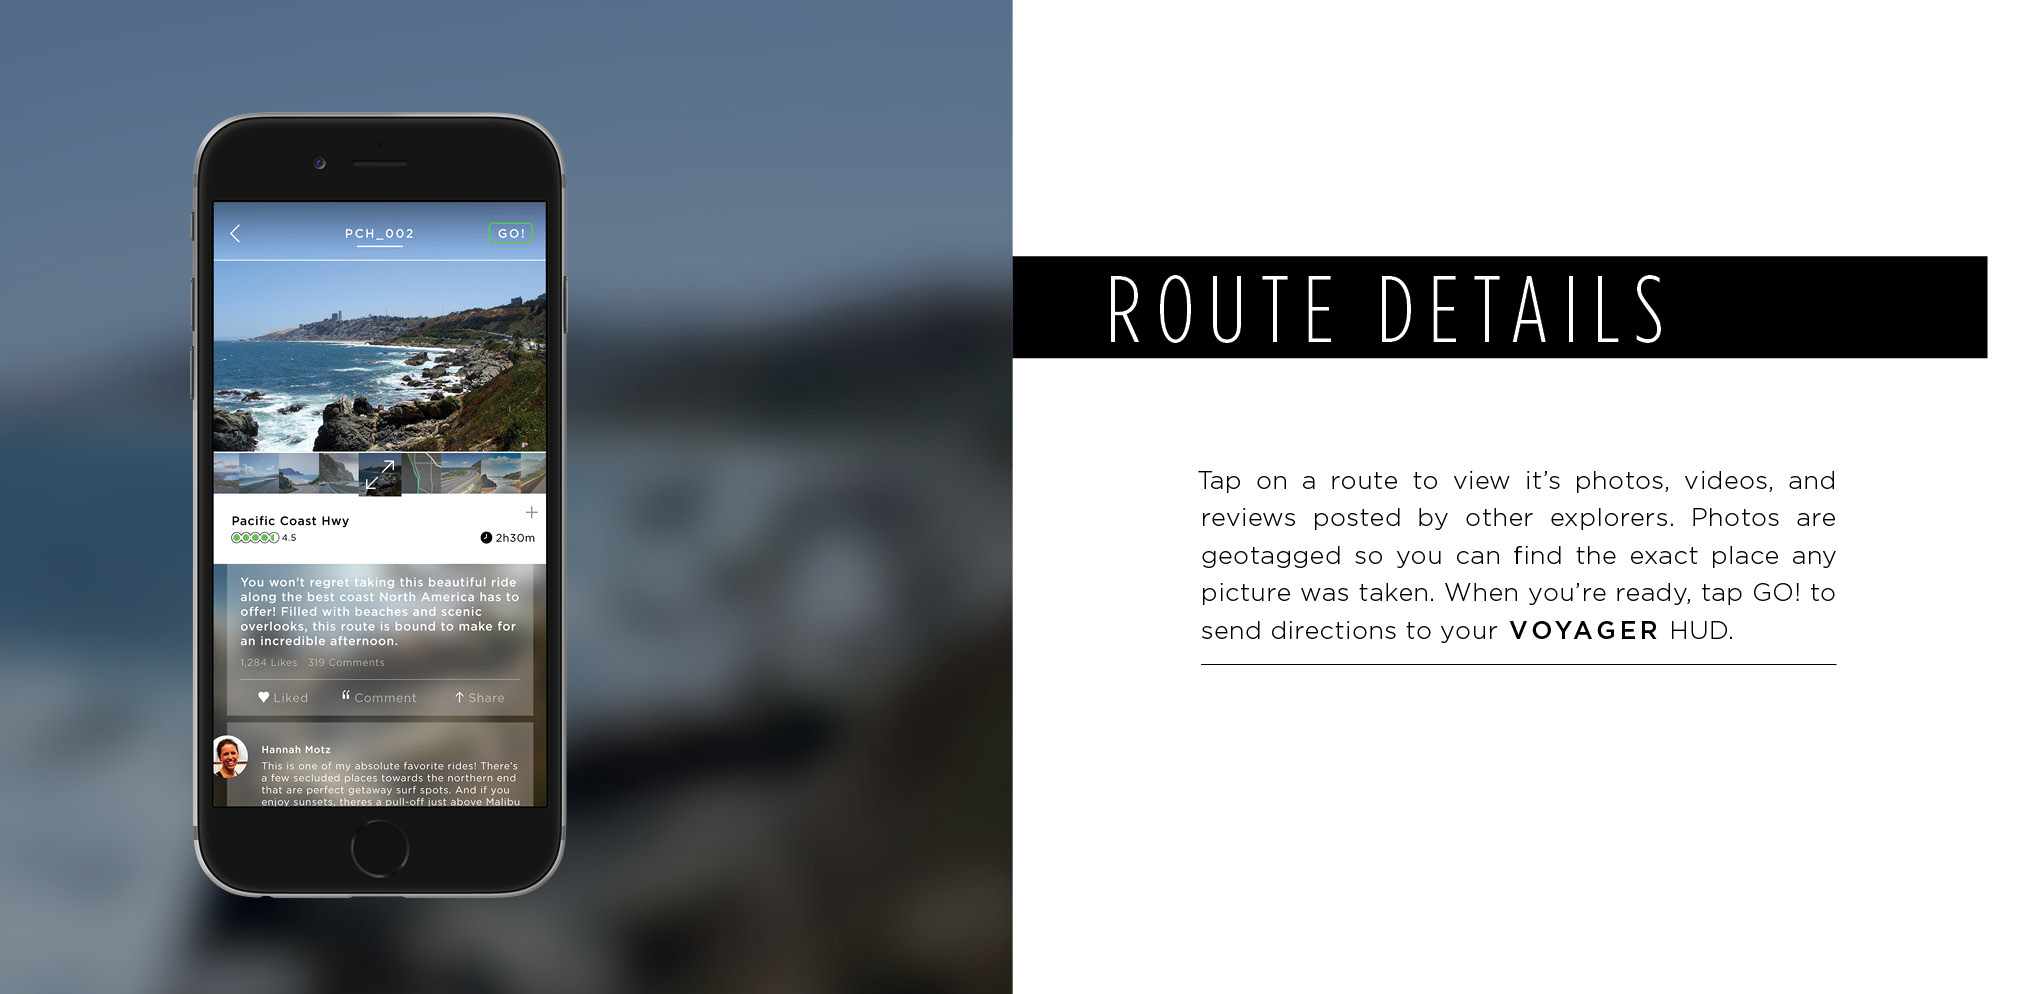 PCH_002
GO!
Pacific Coast Hwy
4.5
2h30m
You won't regret taking this beautiful ride
along the best coast North America has to
offer! Filled with beaches and scenic
overlooks, this route is bound to make for
an incredible afternoon.
1,284 Likes 319 Comments
Liked Comment Share
Hannah Motz
This is one of my absolute favorite rides! There's
a few secluded places towards the northern end
that are perfect getaway surf spots. And if you
enjoy sunsets, theres a pull-off just above Malibu
ROUTE DETAILS
Tap on a route to view it’s photos, videos, and
reviews posted by other explorers. Photos are
geotagged so you can find the exact place any
picture was taken. When you’re ready, tap GO! to
send directions to your VOYAGER HUD.